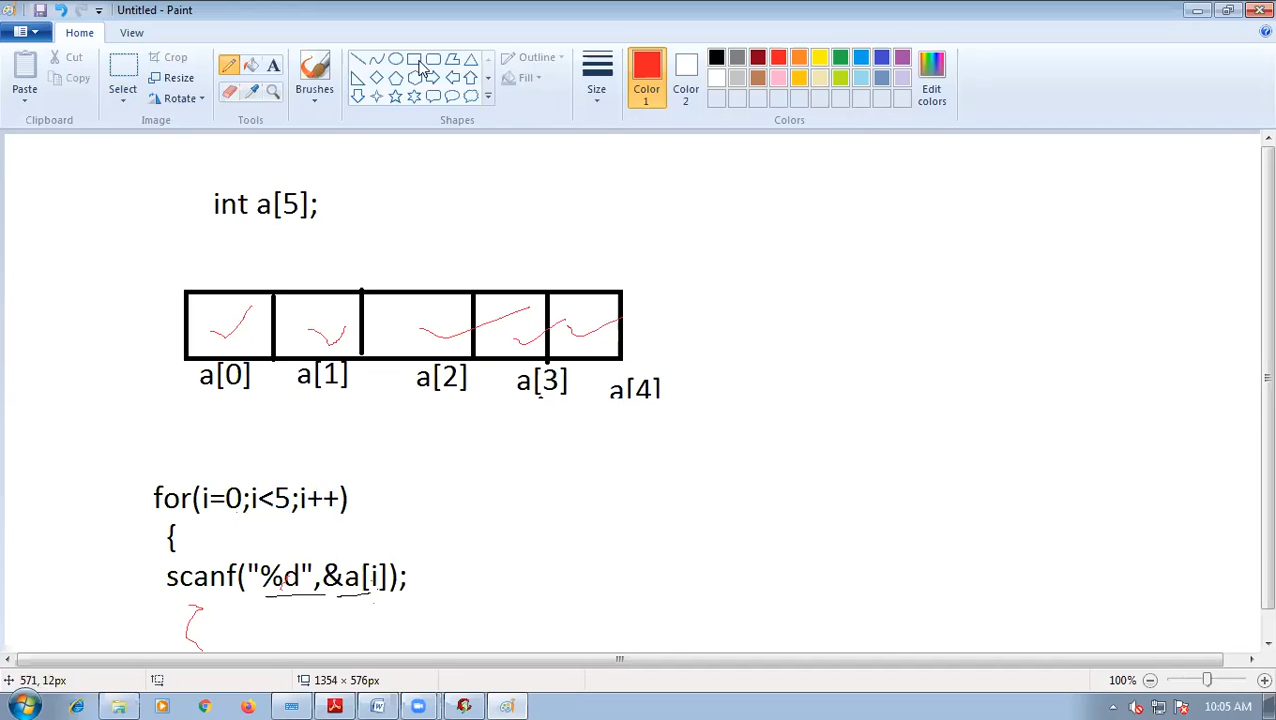 Untitled - Paint
Home
View
Paste
Cut
Copy
Clipboard
Select
Crop
Resize
Rotate
Image
A
Tools
Brushes
Shapes
Outline
Fill
Size
Color 1
Color 2
Edit colors
Colors
int a[5];
a[0] a[1] a[2] a[3] a[4]
for(i=0;i<5;i++)
{
scanf("%d",&a[i]);
571, 12px
1354 × 576px
100%
10:05 AM